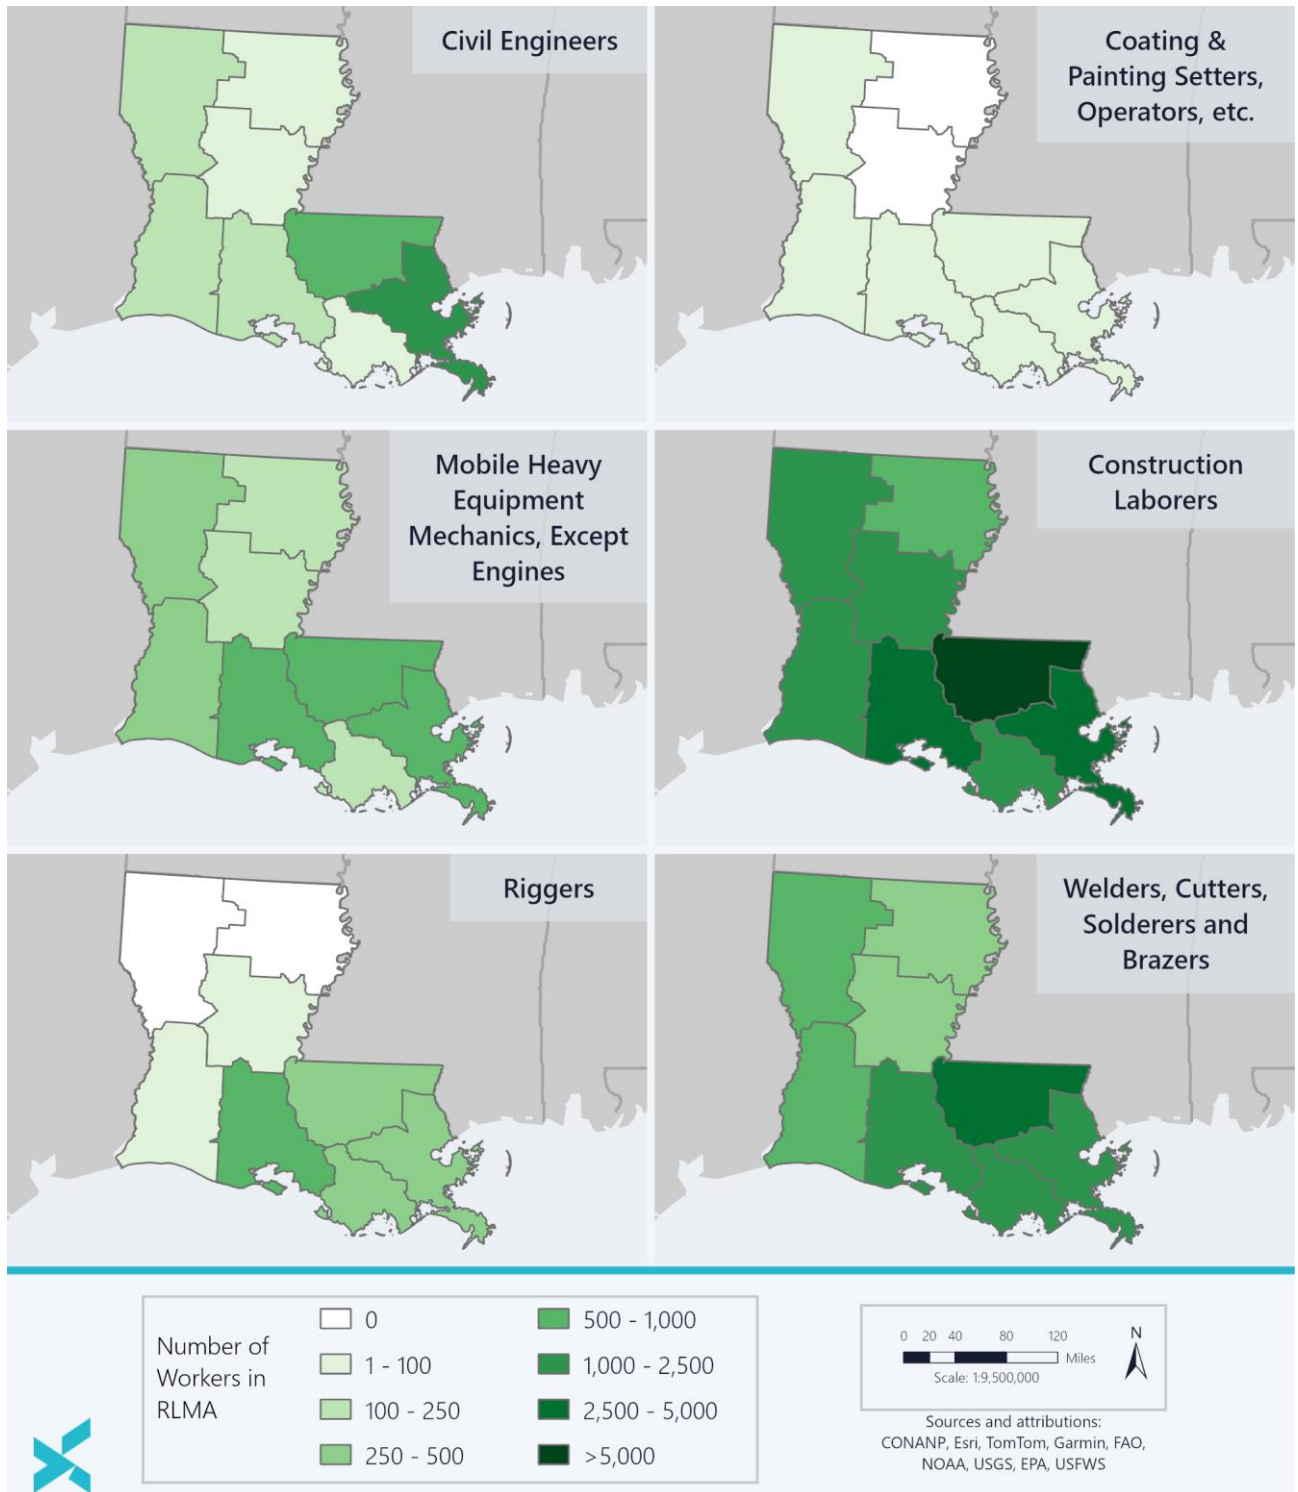 Civil Engineers
Coating &
Painting Setters,
Operators, etc.
Mobile Heavy
Equipment
Mechanics, Except
Engines
Construction
Laborers
Riggers
Welders, Cutters,
Solderers and
Brazers
Number of
Workers in
RLMA
0
1 - 100
100 - 250
250 - 500
500 - 1,000
1,000 - 2,500
2,500 - 5,000
>5,000
0 20 40 80 120
Miles
Scale: 1:9,500,000
N
Sources and attributions:
CONANP, Esri, TomTom, Garmin, FAO,
NOAA, USGS, EPA, USFWS